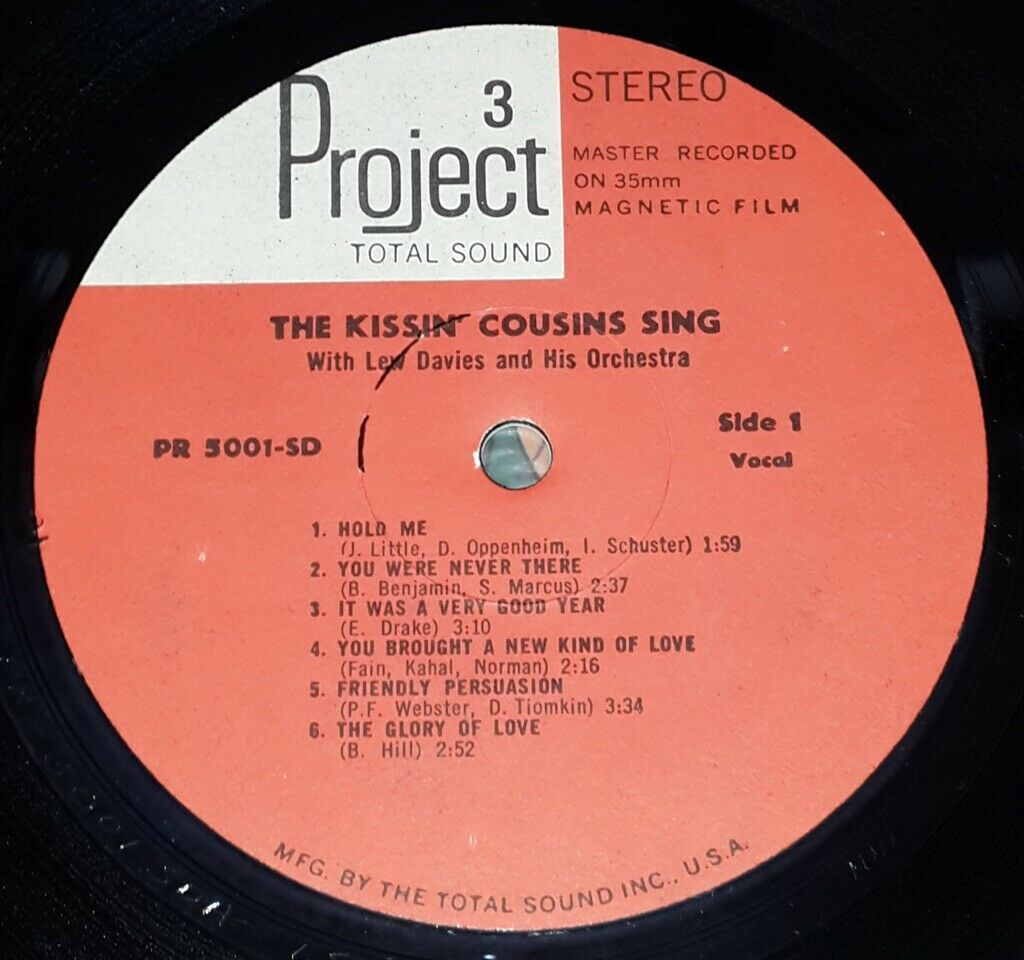 3
Project
TOTAL SOUND
STEREO
MASTER RECORDED
ON 35mm
MAGNETIC FILM
THE KISSIN' COUSINS SING
With Lew Davies and His Orchestra
PR 5001-SD
Side 1
Vocal
1. HOLD ME
(J. Little, D. Oppenheim, I. Schuster) 1:59
2. YOU WERE NEVER THERE
(B. Benjamin, S. Marcus) 2:37
3. IT WAS A VERY GOOD YEAR
(E. Drake) 3:10
4. YOU BROUGHT A NEW KIND OF LOVE
(Fain, Kahal, Norman) 2:16
5. FRIENDLY PERSUASION
(P.F. Webster, D. Tiomkin) 3:34
6. THE GLORY OF LOVE
(B. Hill) 2:52
MFG. BY THE TOTAL SOUND INC., U.S.A.